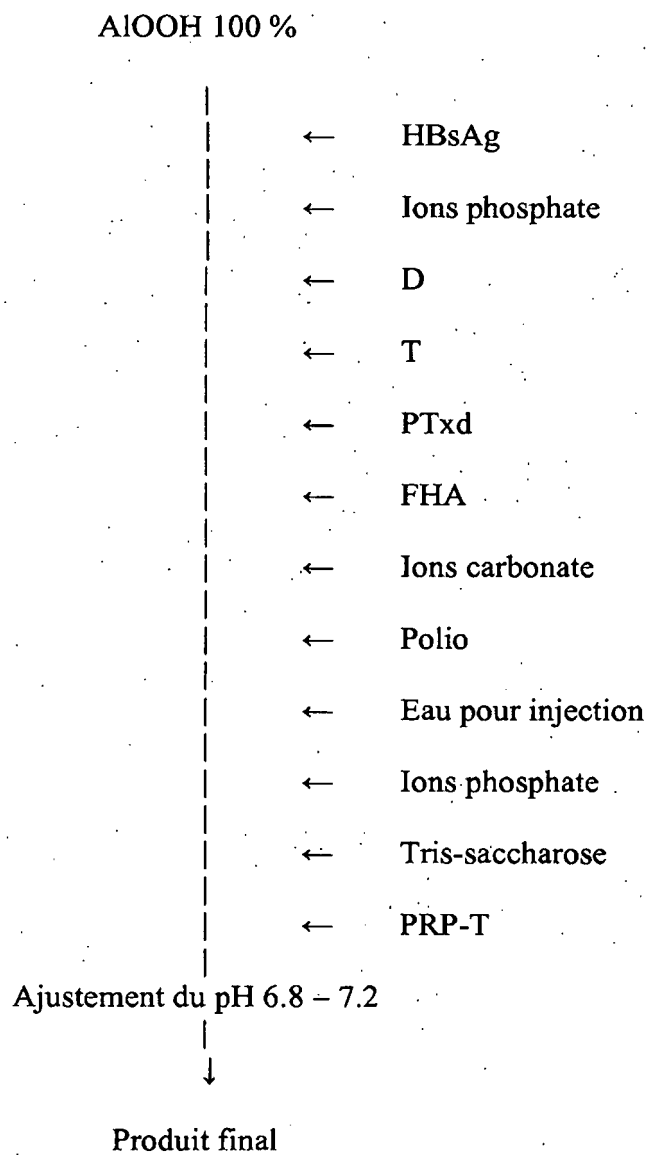 AlOOH 100 %
← HBsAg
← Ions phosphate
← D
← T
← PTxd
← FHA
← Ions carbonate
← Polio
← Eau pour injection
← Ions phosphate
← Tris-saccharose
← PRP-T
Ajustement du pH 6.8 – 7.2
Produit final